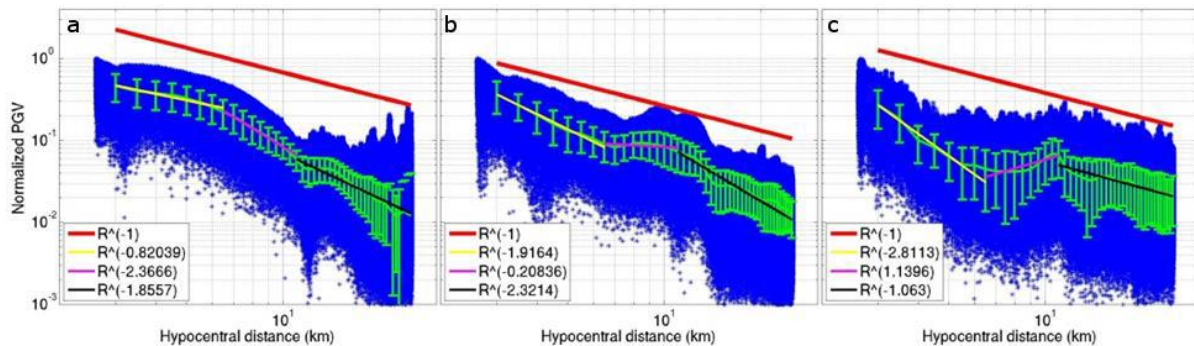 a
b
c
Normalized PGV
10^0
10^-1
10^-2
10^-3
R^(-1)
R^(-0.82039)
R^(-2.3666)
R^(-1.8557)
R^(-1)
R^(-1.9164)
R^(-0.20836)
R^(-2.3214)
R^(-1)
R^(-2.8113)
R^(1.1396)
R^(-1.063)
10^1
10^1
10^1
Hypocentral distance (km)
Hypocentral distance (km)
Hypocentral distance (km)